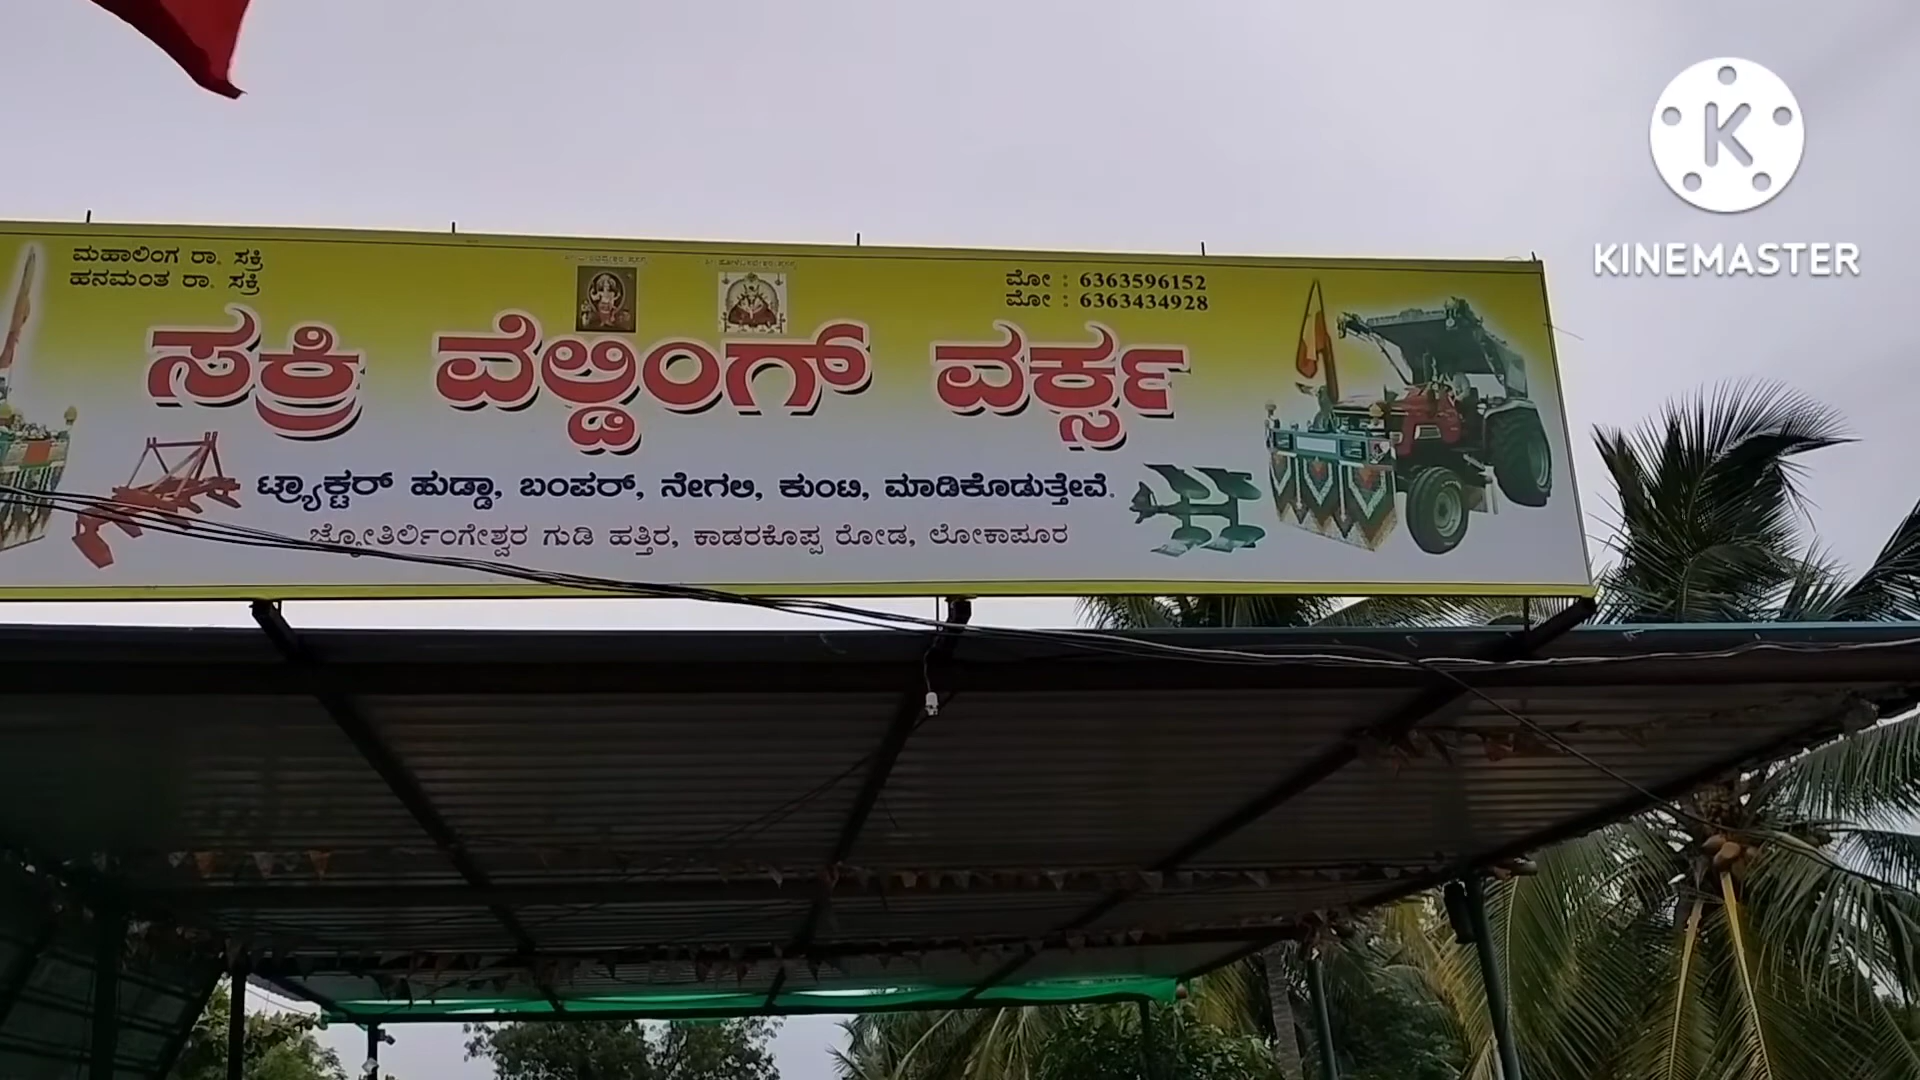 ಮಹಾಲಿಂಗ ರಾ. ಸಕ್ರಿ
ಹನಮಂತ ರಾ. ಸಕ್ರಿ
ಮೋ : 6363596152
ಮೋ : 6363434928
ಸಕ್ರಿ ವೆಲ್ಡಿಂಗ್ ವರ್ಕ್ಸ
ಟ್ರ್ಯಾಕ್ಟರ್ ಹುಡ್ಡಾ, ಬಂಪರ್, ನೇಗಲಿ, ಕುಂಟಿ, ಮಾಡಿಕೊಡುತ್ತೇವೆ.
ಜ್ಯೋತಿರ್ಲಿಂಗೇಶ್ವರ ಗುಡಿ ಹತ್ತಿರ, ಕಾಡರಕೊಪ್ಪ ರೋಡ, ಲೋಕಾಪೂರ
K
KINEMASTER